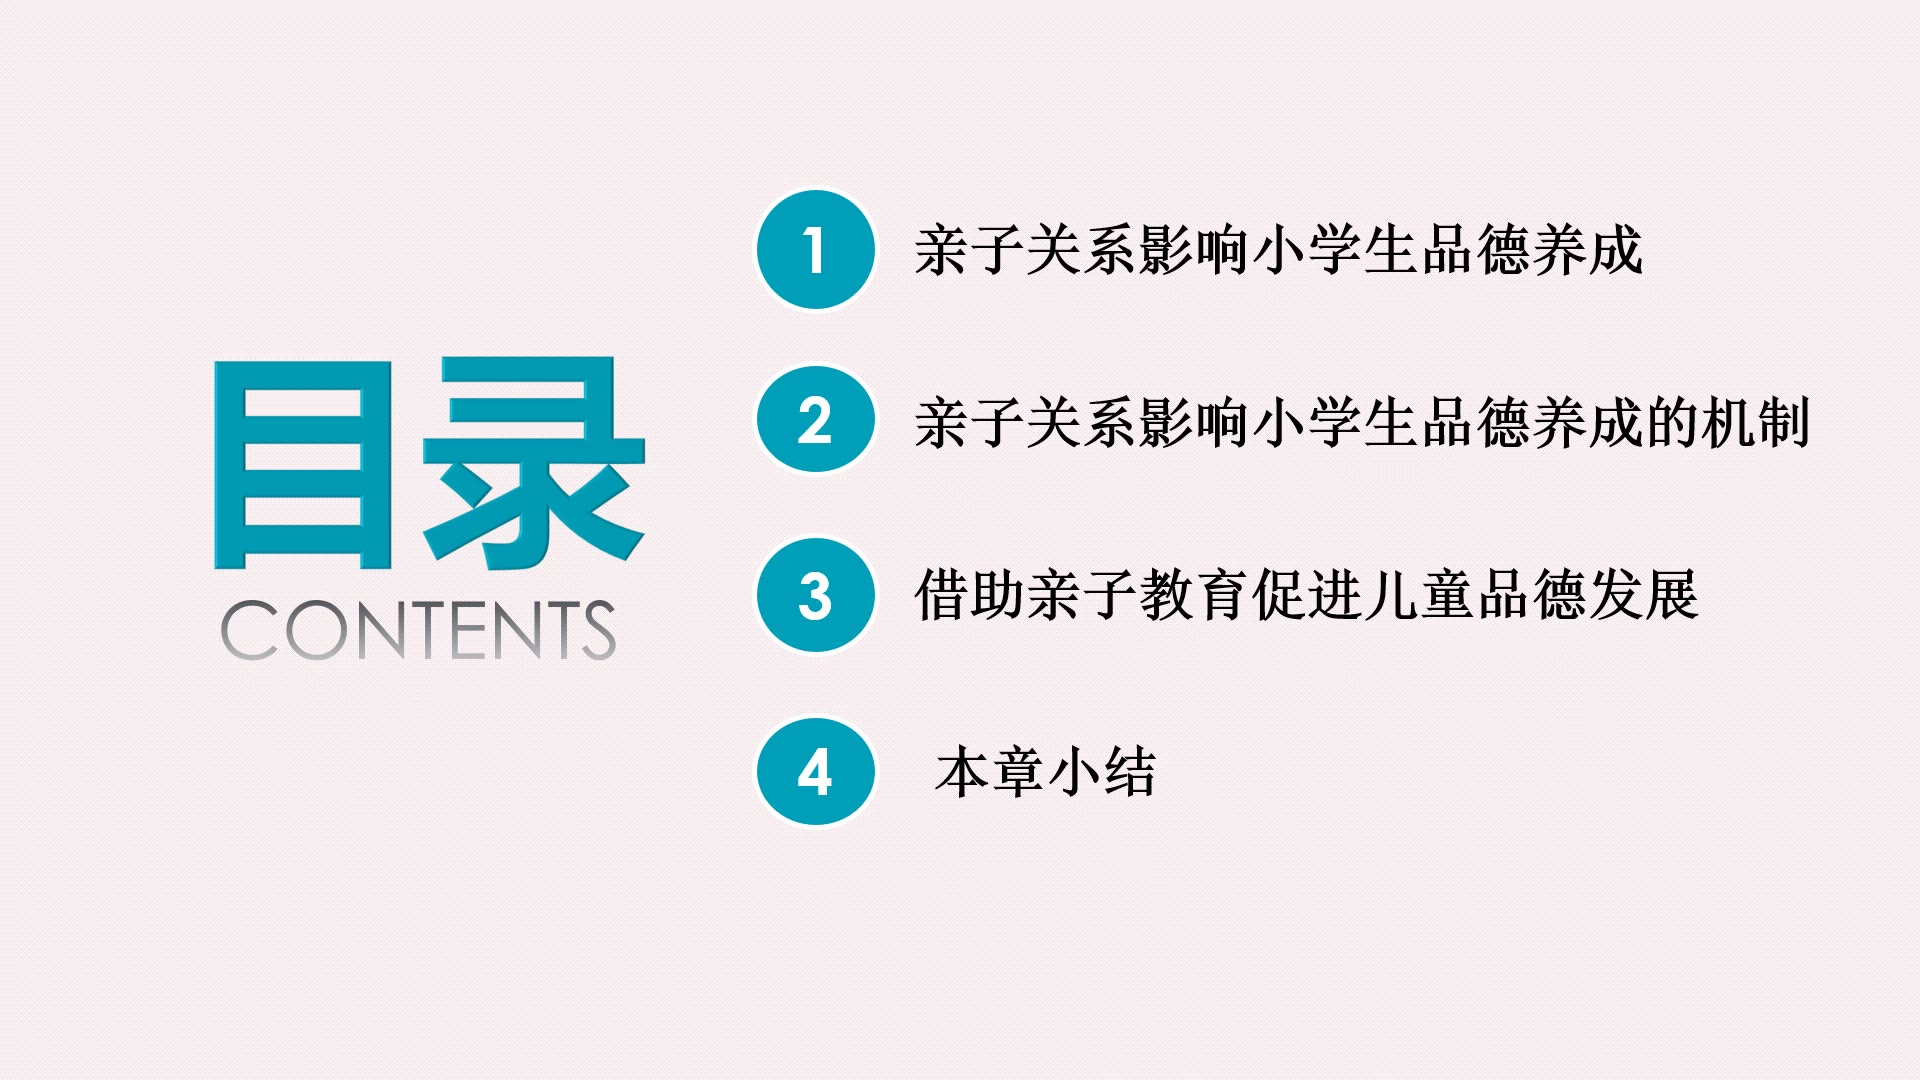 目录
CONTENTS
1 亲子关系影响小学生品德养成
2 亲子关系影响小学生品德养成的机制
3 借助亲子教育促进儿童品德发展
4 本章小结